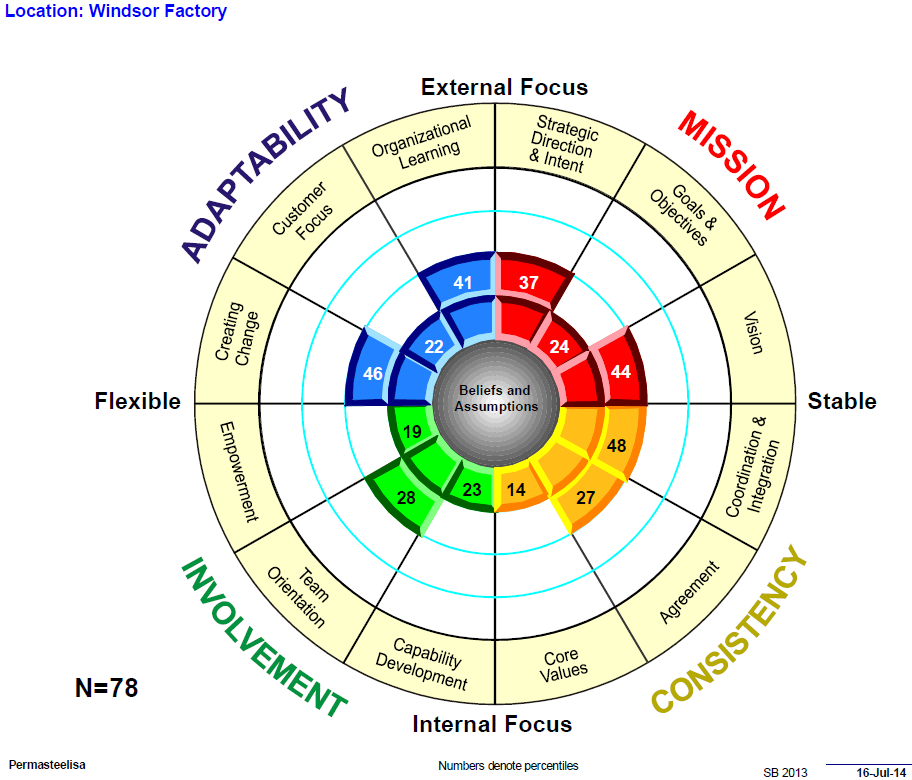 Location: Windsor Factory
External Focus
ADAPTABILITY
MISSION
Organizational
Learning
Strategic
Direction
& Intent
Customer
Focus
Goals &
Objectives
Creating
Change
Vision
41
37
22
24
46
44
Flexible
Beliefs and
Assumptions
Stable
19
48
28
23
14
27
Empowerment
Coordination &
Integration
Team
Orientation
Agreement
Capability
Development
Core
Values
INVOLVEMENT
CONSISTENCY
N=78
Internal Focus
Permasteelisa
Numbers denote percentiles
SB 2013
16-Jul-14